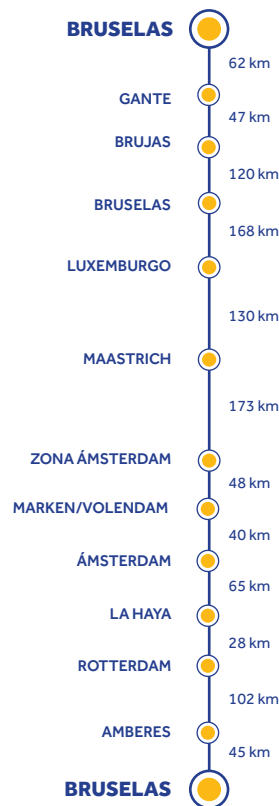 BRUSELAS
62 km
GANTE
47 km
BRUJAS
120 km
BRUSELAS
168 km
LUXEMBURGO
130 km
MAASTRICH
173 km
ZONA ÁMSTERDAM
48 km
MARKEN/VOLENDAM
40 km
ÁMSTERDAM
65 km
LA HAYA
28 km
ROTTERDAM
102 km
AMBERES
45 km
BRUSELAS